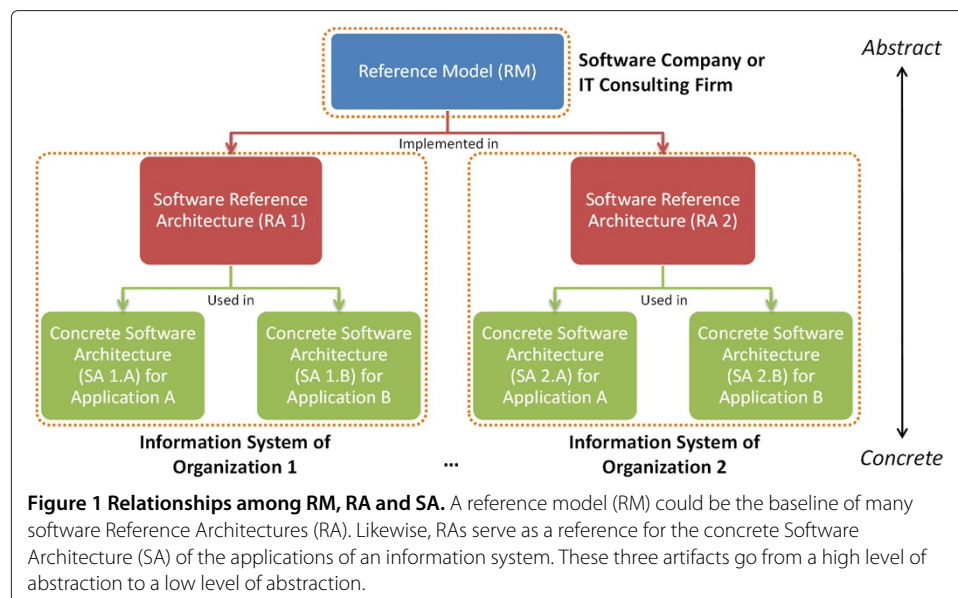 Reference Model (RM)
Software Company or
IT Consulting Firm
Abstract
Implemented in
Software Reference
Architecture (RA 1)
Software Reference
Architecture (RA 2)
Used in
Used in
Concrete Software
Architecture
(SA 1.A) for
Application A
Concrete Software
Architecture
(SA 1.B) for
Application B
Concrete Software
Architecture
(SA 2.A) for
Application A
Concrete Software
Architecture
(SA 2.B) for
Application B
Information System of
Organization 1
...
Information System of
Organization 2
Concrete
Figure 1 Relationships among RM, RA and SA. A reference model (RM) could be the baseline of many
software Reference Architectures (RA). Likewise, RAs serve as a reference for the concrete Software
Architecture (SA) of the applications of an information system. These three artifacts go from a high level of
abstraction to a low level of abstraction.